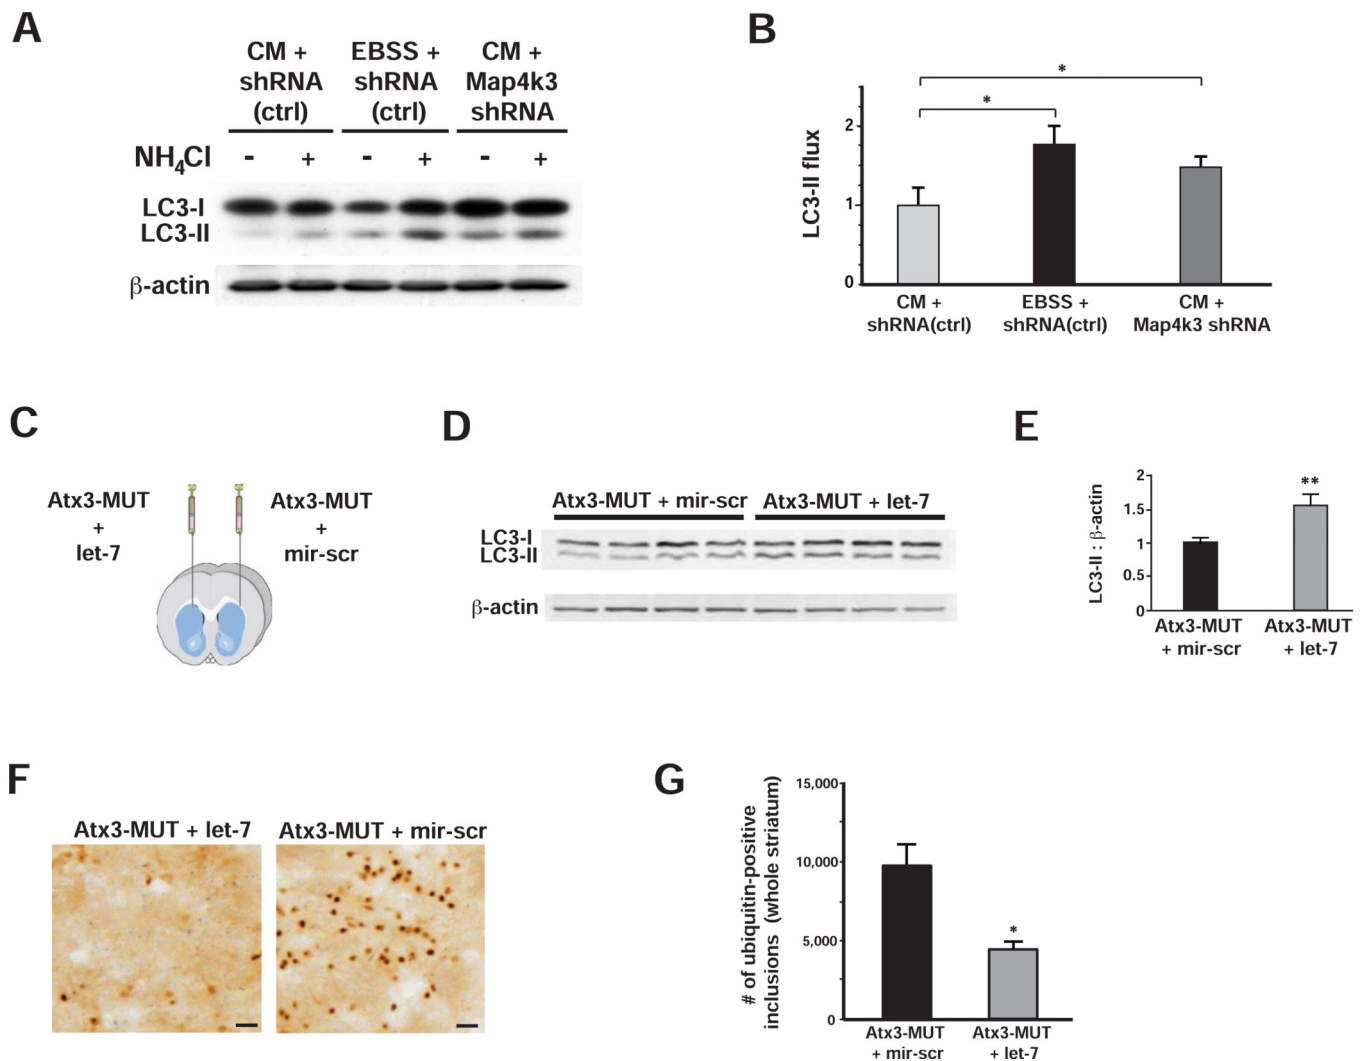 A
CM +
shRNA
(ctrl)
EBSS +
shRNA
(ctrl)
CM +
Map4k3
shRNA
NH4Cl - + - + - +
LC3-I
LC3-II
β-actin
B
*
*
LC3-II flux
2
1
0
CM +
shRNA(ctrl)
EBSS +
shRNA(ctrl)
CM +
Map4k3 shRNA
C
Atx3-MUT
+
let-7
Atx3-MUT
+
mir-scr
D
Atx3-MUT + mir-scr Atx3-MUT + let-7
LC3-I
LC3-II
β-actin
E
LC3-II : β-actin
2
1.5
1
0.5
0
**
Atx3-MUT
+ mir-scr
Atx3-MUT
+ let-7
F
Atx3-MUT + let-7 Atx3-MUT + mir-scr
G
# of ubiquitin-positive
inclusions (whole striatum)
15,000
10,000
5,000
0
*
Atx3-MUT
+ mir-scr
Atx3-MUT
+ let-7